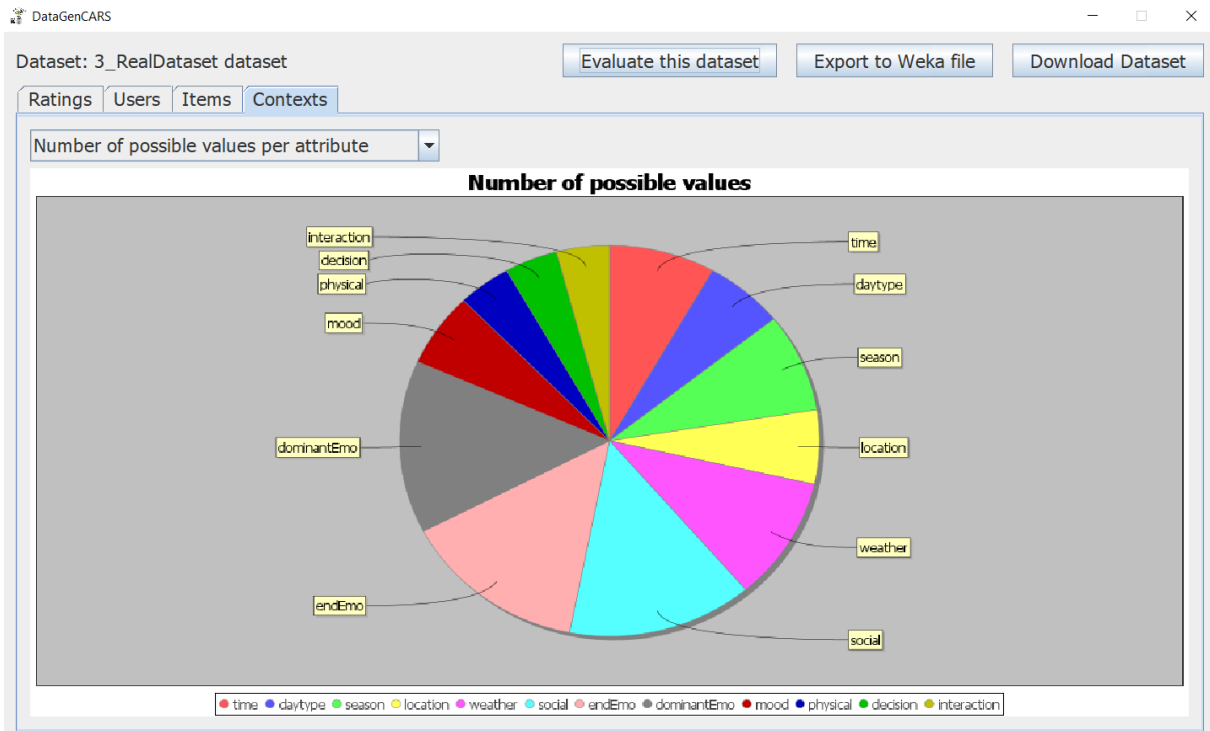 DataGenCARS
Dataset: 3_RealDataset dataset
Evaluate this dataset
Export to Weka file
Download Dataset
Ratings
Users
Items
Contexts
Number of possible values per attribute
Number of possible values
interaction
time
decision
physical
daytype
mood
season
dominantEmo
location
weather
endEmo
social
time daytype season location weather social endEmo dominantEmo mood physical decision interaction